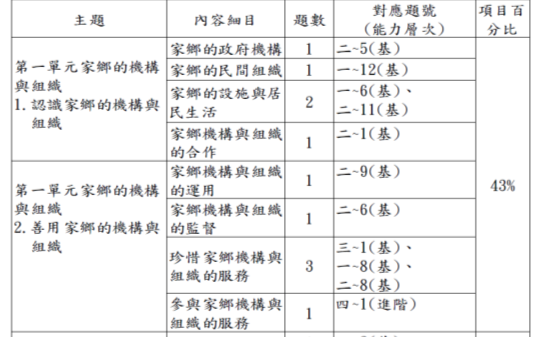 主題 內容細目 題數 對應題號 項目百
(能力層次) 分比
家鄉的政府機構 1 二~5(基)
第一單元家鄉的機構 家鄉的民間組織 1 一~12(基)
與組織 家鄉的設施與居 2 一~6(基)、
1.認識家鄉的機構與 民生活 二~11(基)
組織 家鄉機構與組織 1 二~1(基)
的合作
家鄉機構與組織 1 二~9(基)
第一單元家鄉的機構 的運用 43%
與組織 家鄉機構與組織 1 二~6(基)
2.善用家鄉的機構與 的監督
組織 珍惜家鄉機構與 3 三~1(基)、
組織的服務 一~8(基)、
二~8(基)
參與家鄉機構與 1 四~1(進階)
組織的服務